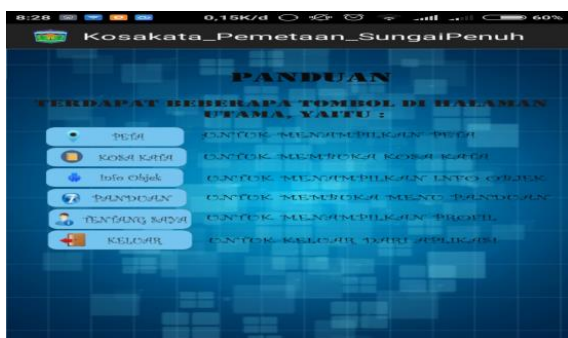 8:28 0,15K/d 60%
Kosakata_Pemetaan_SungaiPenuh
PANDUAN
TERDAPAT BEBERAPA TOMBOL DI HALAMAN
UTAMA, YAITU :
PETA UNTUK MENAMPILKAN PETA
KOSA KATA UNTUK MEMBUKA KOSA KATA
Info Objek UNTUK MENAMPILKAN INFO OBJEK
PANDUAN UNTUK MEMBUKA MENU PANDUAN
TENTANG SAYA UNTUK MENAMPILKAN PROFIL
KELUAR UNTUK KELUAR DARI APLIKASI